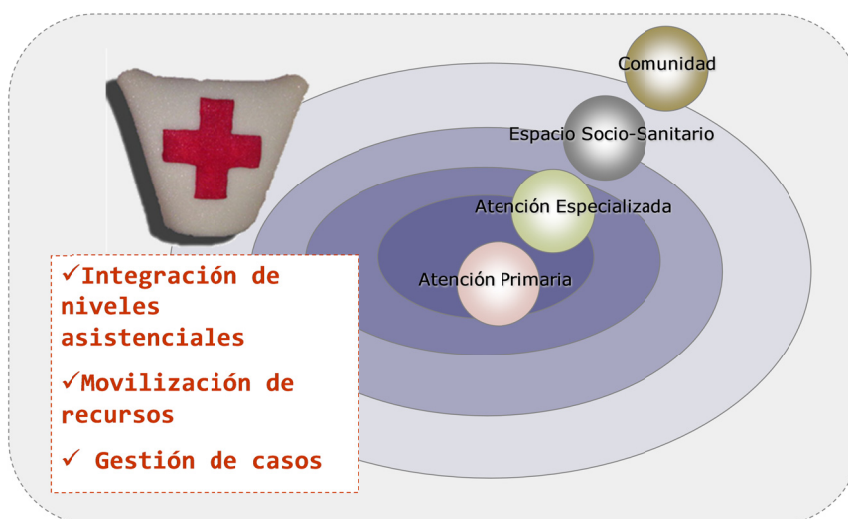 Comunidad
Espacio Socio-Sanitario
Atención Especializada
Atención Primaria
✓Integración de
niveles
asistenciales
✓Movilización de
recursos
✓ Gestión de casos